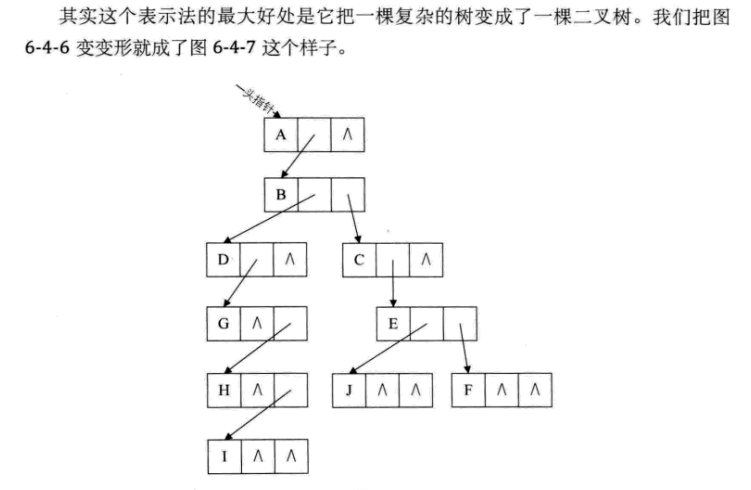 其实这个表示法的最大好处是它把一棵复杂的树变成了一棵二叉树。我们把图
6-4-6 变变形就成了图 6-4-7 这个样子。
头指针
A ∧
B
D ∧ C ∧
G ∧ E
H ∧ J ∧ ∧ F ∧ ∧
I ∧ ∧